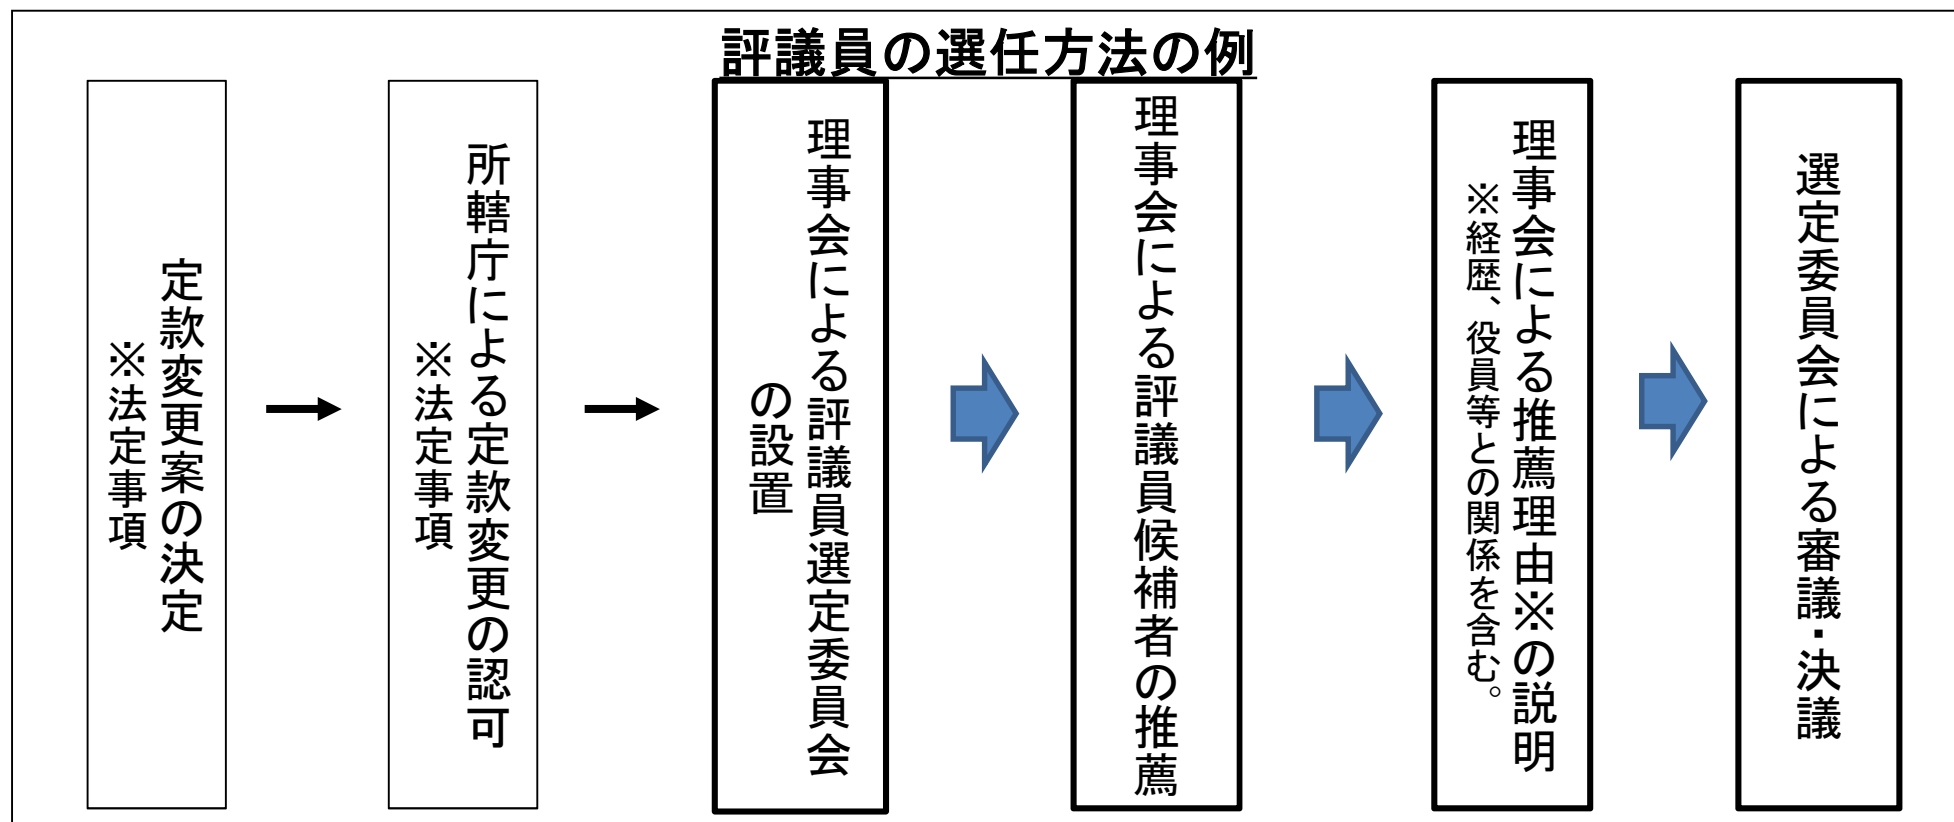 評議員の選任方法の例
定款変更案の決定
※法定事項
所轄庁による定款変更の認可
※法定事項
理事会による評議員選定委員会
の設置
理事会による評議員候補者の推薦
理事会による推薦理由※の説明
※経歴、役員等との関係を含む。
選定委員会による審議・決議